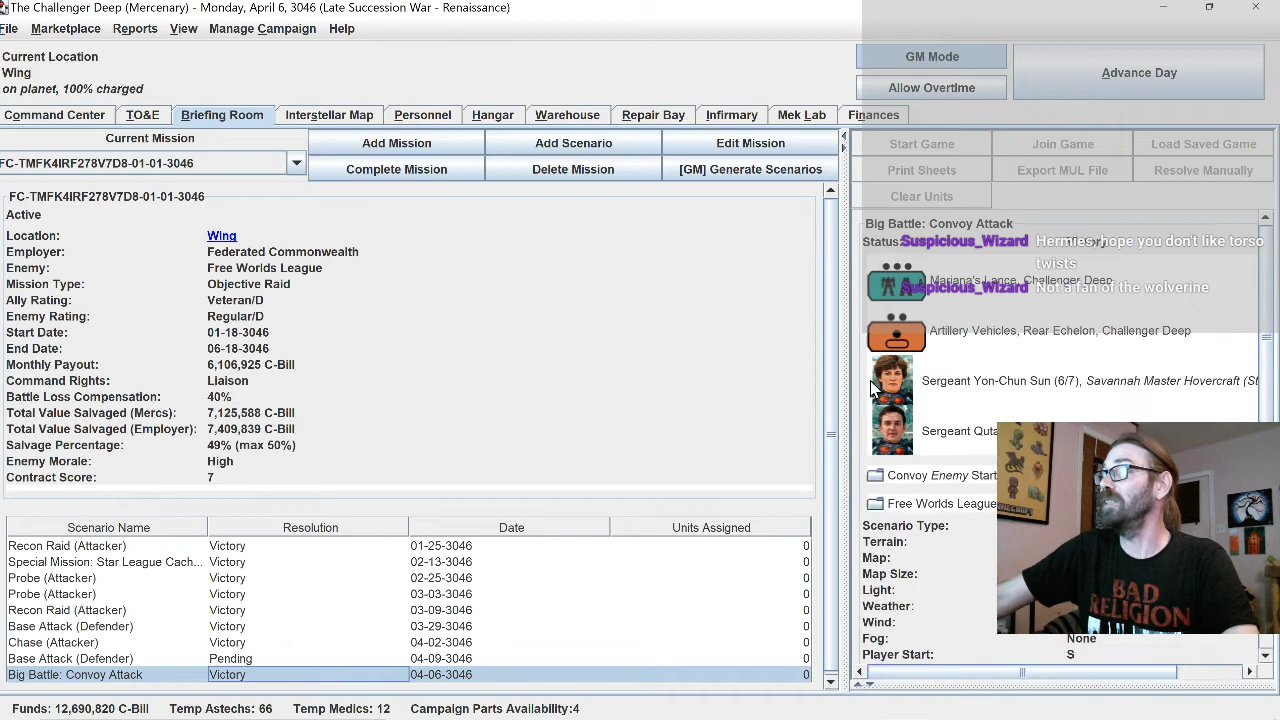 The Challenger Deep (Mercenary) - Monday, April 6, 3046 (Late Succession War - Renaissance)
File Marketplace Reports View Manage Campaign Help
Current Location
Wing
on planet, 100% charged
GM Mode
Allow Overtime
Advance Day
Command Center TO&E Briefing Room Interstellar Map Personnel Hangar Warehouse Repair Bay Infirmary Mek Lab Finances
Current Mission
FC-TMFK4IRF278V7D8-01-01-3046
Add Mission Add Scenario Edit Mission
Complete Mission Delete Mission [GM] Generate Scenarios
FC-TMFK4IRF278V7D8-01-01-3046
Active
Location: Wing
Employer: Federated Commonwealth
Enemy: Free Worlds League
Mission Type: Objective Raid
Ally Rating: Veteran/D
Enemy Rating: Regular/D
Start Date: 01-18-3046
End Date: 06-18-3046
Monthly Payout: 6,106,925 C-Bill
Command Rights: Liaison
Battle Loss Compensation: 40%
Total Value Salvaged (Mercs): 7,125,588 C-Bill
Total Value Salvaged (Employer): 7,409,839 C-Bill
Salvage Percentage: 49% (max 50%)
Enemy Morale: High
Contract Score: 7
Scenario Name Resolution Date Units Assigned
Recon Raid (Attacker) Victory 01-25-3046 0
Special Mission: Star League Cach... Victory 02-13-3046 0
Probe (Attacker) Victory 02-25-3046 0
Probe (Attacker) Victory 03-03-3046 0
Recon Raid (Attacker) Victory 03-09-3046 0
Base Attack (Defender) Victory 03-29-3046 0
Chase (Attacker) Victory 04-02-3046 0
Base Attack (Defender) Pending 04-09-3046 0
Big Battle: Convoy Attack Victory 04-06-3046 0
Start Game Join Game Load Saved Game
Print Sheets Export MUL File Resolve Manually
Clear Units
Big Battle: Convoy Attack
Status:
Suspicious_Wizard Hermies hope you don't like torso
twists
Mariana's Lance, Challenger Deep
Suspicious_Wizard Not a fan of the wolverine
Artillery Vehicles, Rear Echelon, Challenger Deep
Sergeant Yon-Chun Sun (6/7), Savannah Master Hovercraft (St
Sergeant Quta
Convoy Enemy Start
Free Worlds League
Scenario Type:
Terrain:
Map:
Map Size:
Light:
Weather:
Wind:
Fog: None
Player Start: S
BAD
RELIGION
Funds: 12,690,820 C-Bill Temp Astechs: 66 Temp Medics: 12 Campaign Parts Availability:4